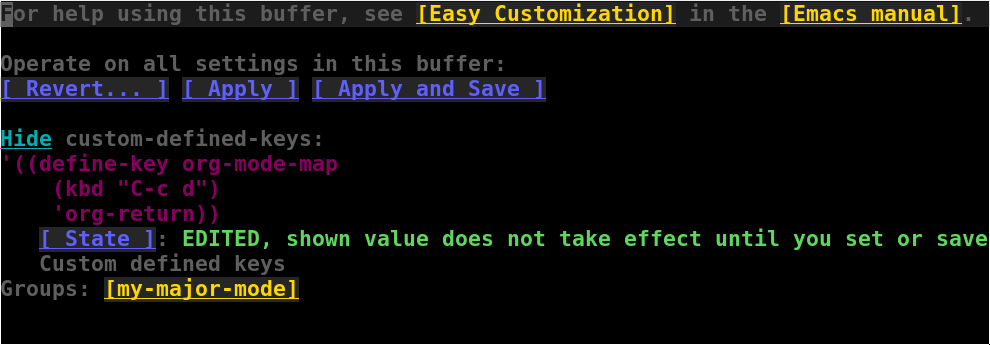 For help using this buffer, see [Easy Customization] in the [Emacs manual].
Operate on all settings in this buffer:
[ Revert... ] [ Apply ] [ Apply and Save ]
Hide custom-defined-keys:
'((define-key org-mode-map
(kbd "C-c d")
'org-return))
[ State ]: EDITED, shown value does not take effect until you set or save
Custom defined keys
Groups: [my-major-mode]